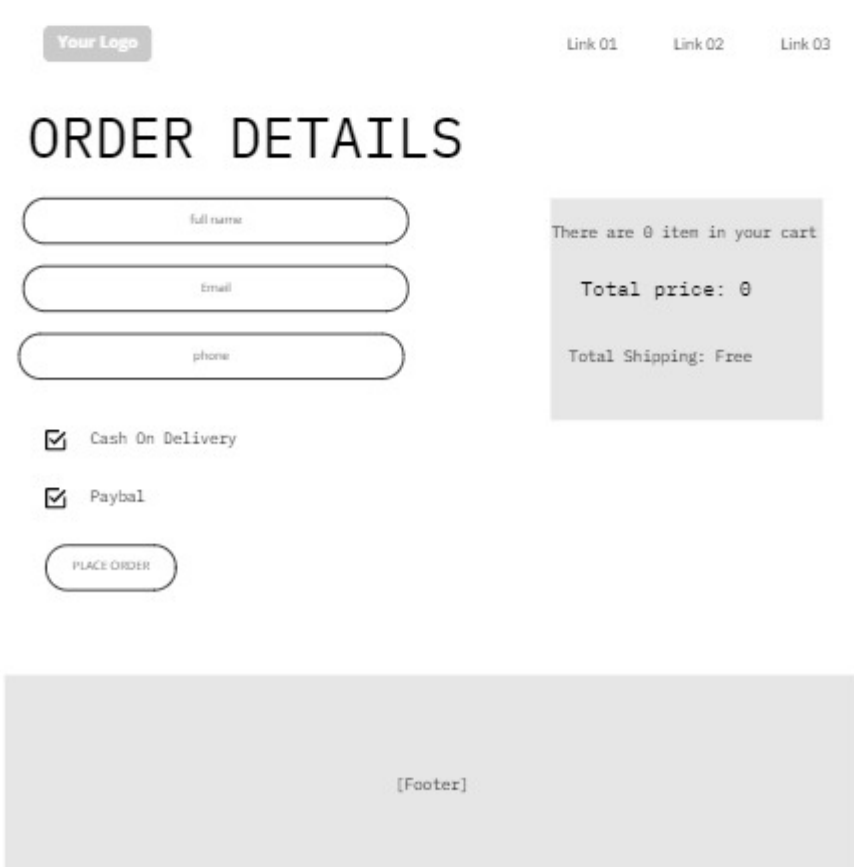 Your Logo
Link 01
Link 02
Link 03
ORDER DETAILS
full name
Email
phone
Cash On Delivery
Paybal
PLACE ORDER
There are 0 item in your cart
Total price: 0
Total Shipping: Free
[Footer]